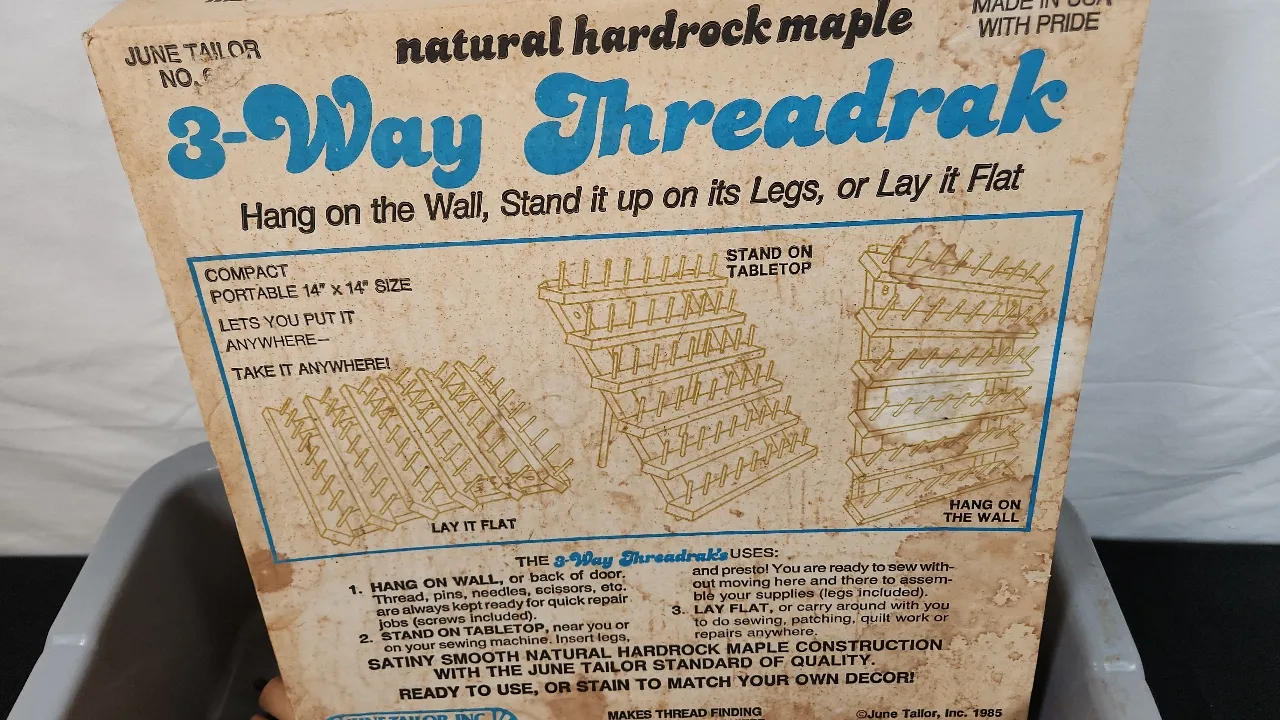 JUNE TAILOR
NO.
natural hardrock maple
MADE IN USA
WITH PRIDE
3-Way Threadrak
Hang on the Wall, Stand it up on its Legs, or Lay it Flat
COMPACT
PORTABLE 14" x 14" SIZE
LETS YOU PUT IT
ANYWHERE—
TAKE IT ANYWHERE!
STAND ON
TABLETOP
LAY IT FLAT
HANG ON
THE WALL
THE 3-Way Threadrak's USES:
1. HANG ON WALL, or back of door.
Thread, pins, needles, scissors, etc.
are always kept ready for quick repair
jobs (screws included).
2. STAND ON TABLETOP, near you or
on your sewing machine. Insert legs,
and presto! You are ready to sew with-
out moving here and there to assem-
ble your supplies (legs included).
3. LAY FLAT, or carry around with you
to do sewing, patching, quilt work or
repairs anywhere.
SATINY SMOOTH NATURAL HARDROCK MAPLE CONSTRUCTION
WITH THE JUNE TAILOR STANDARD OF QUALITY.
READY TO USE, OR STAIN TO MATCH YOUR OWN DECOR!
JUNE TAILOR, INC.
MAKES THREAD FINDING
©June Tailor, Inc. 1985